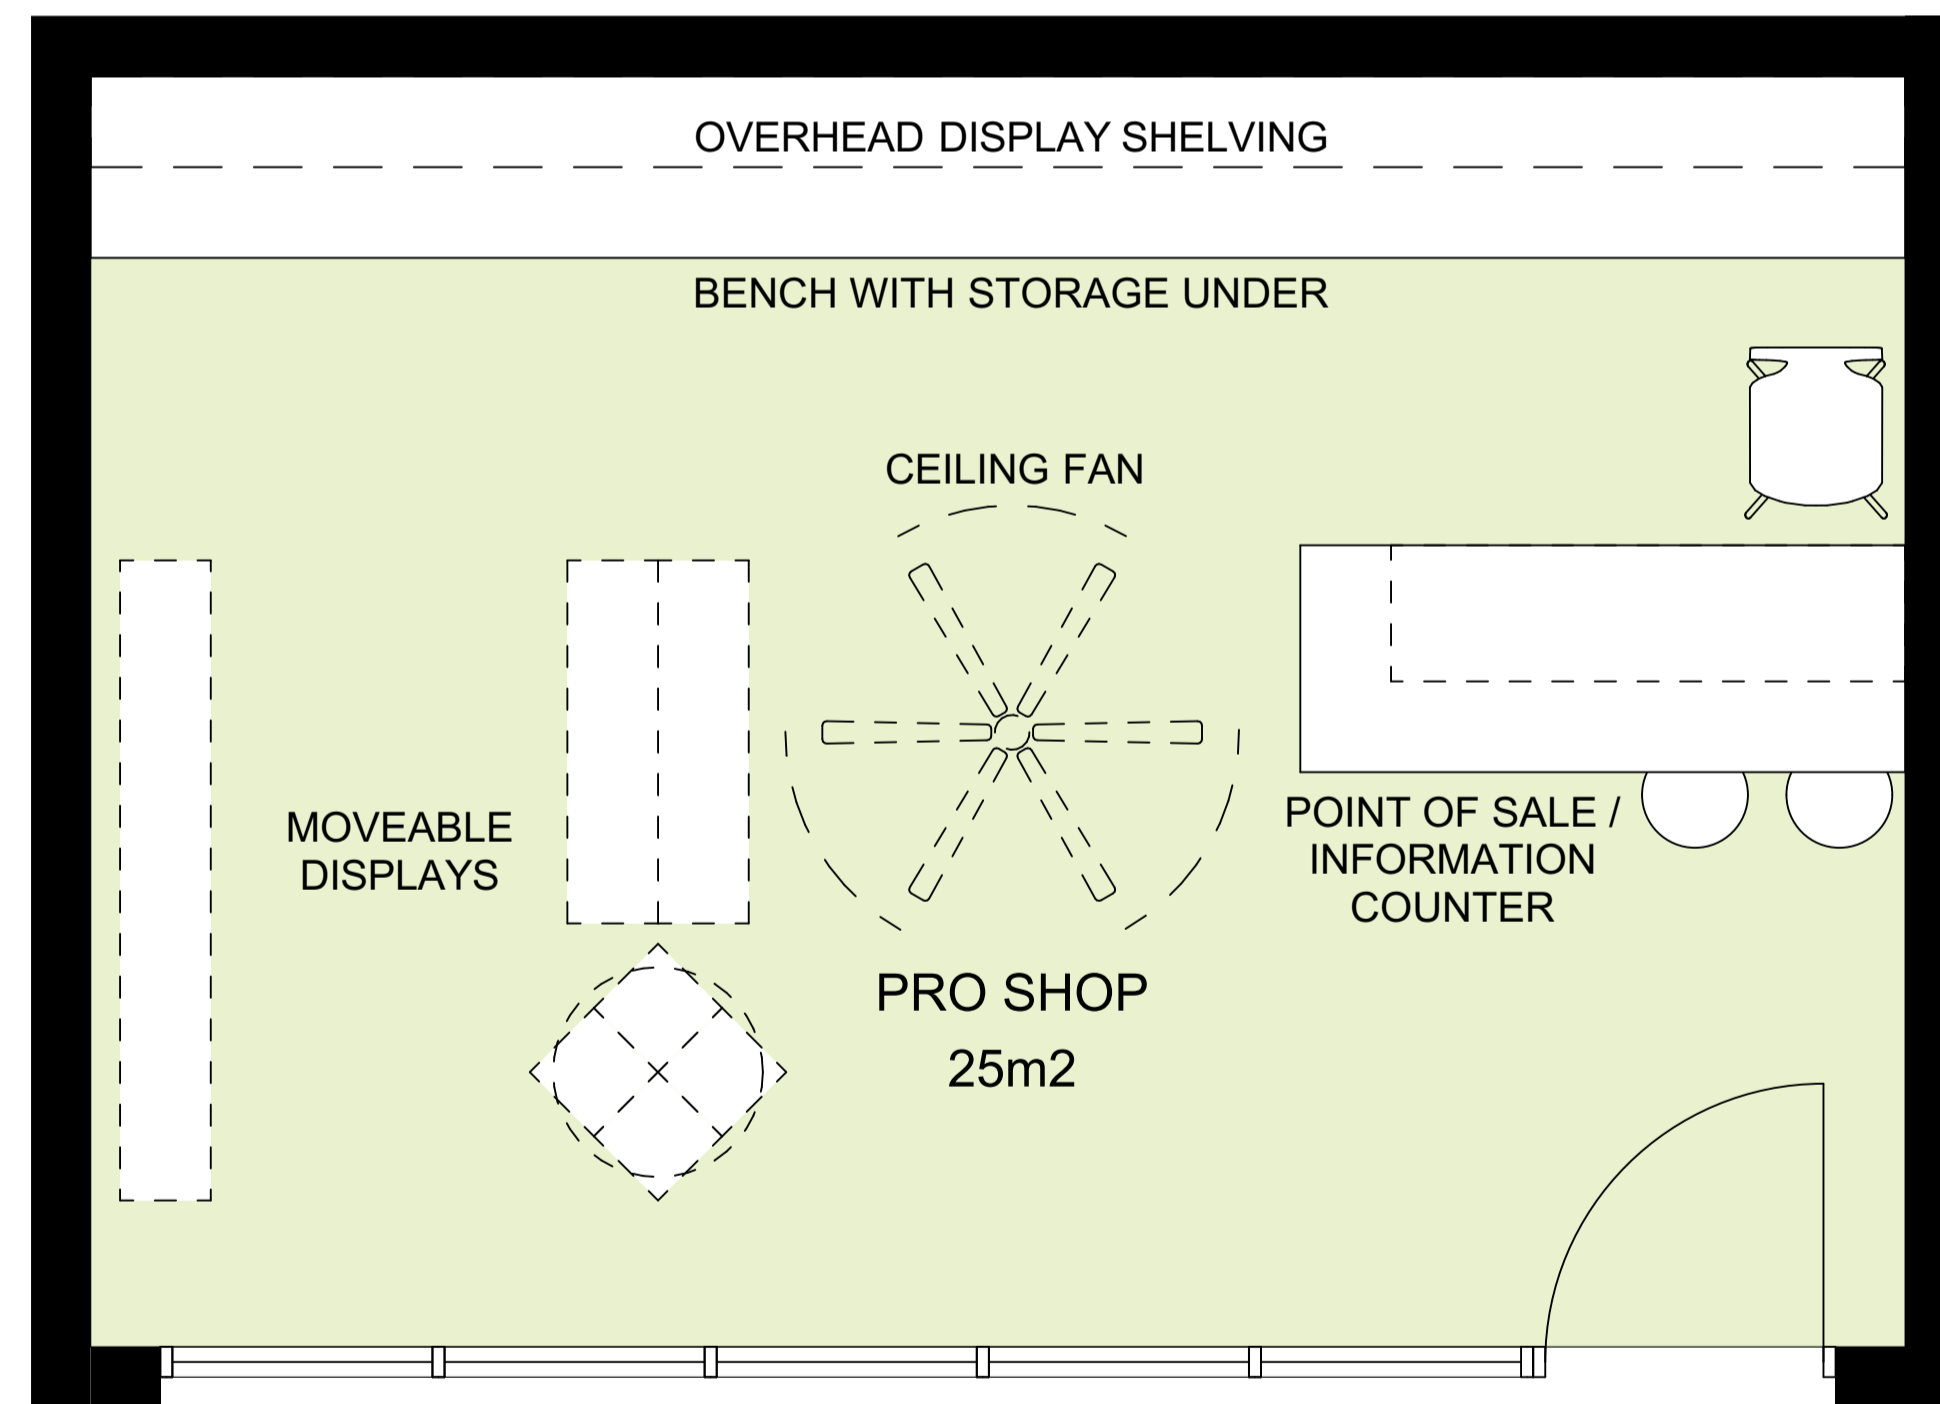 OVERHEAD DISPLAY SHELVING
BENCH WITH STORAGE UNDER
CEILING FAN
MOVEABLE
DISPLAYS
POINT OF SALE /
INFORMATION
COUNTER
PRO SHOP
25m2